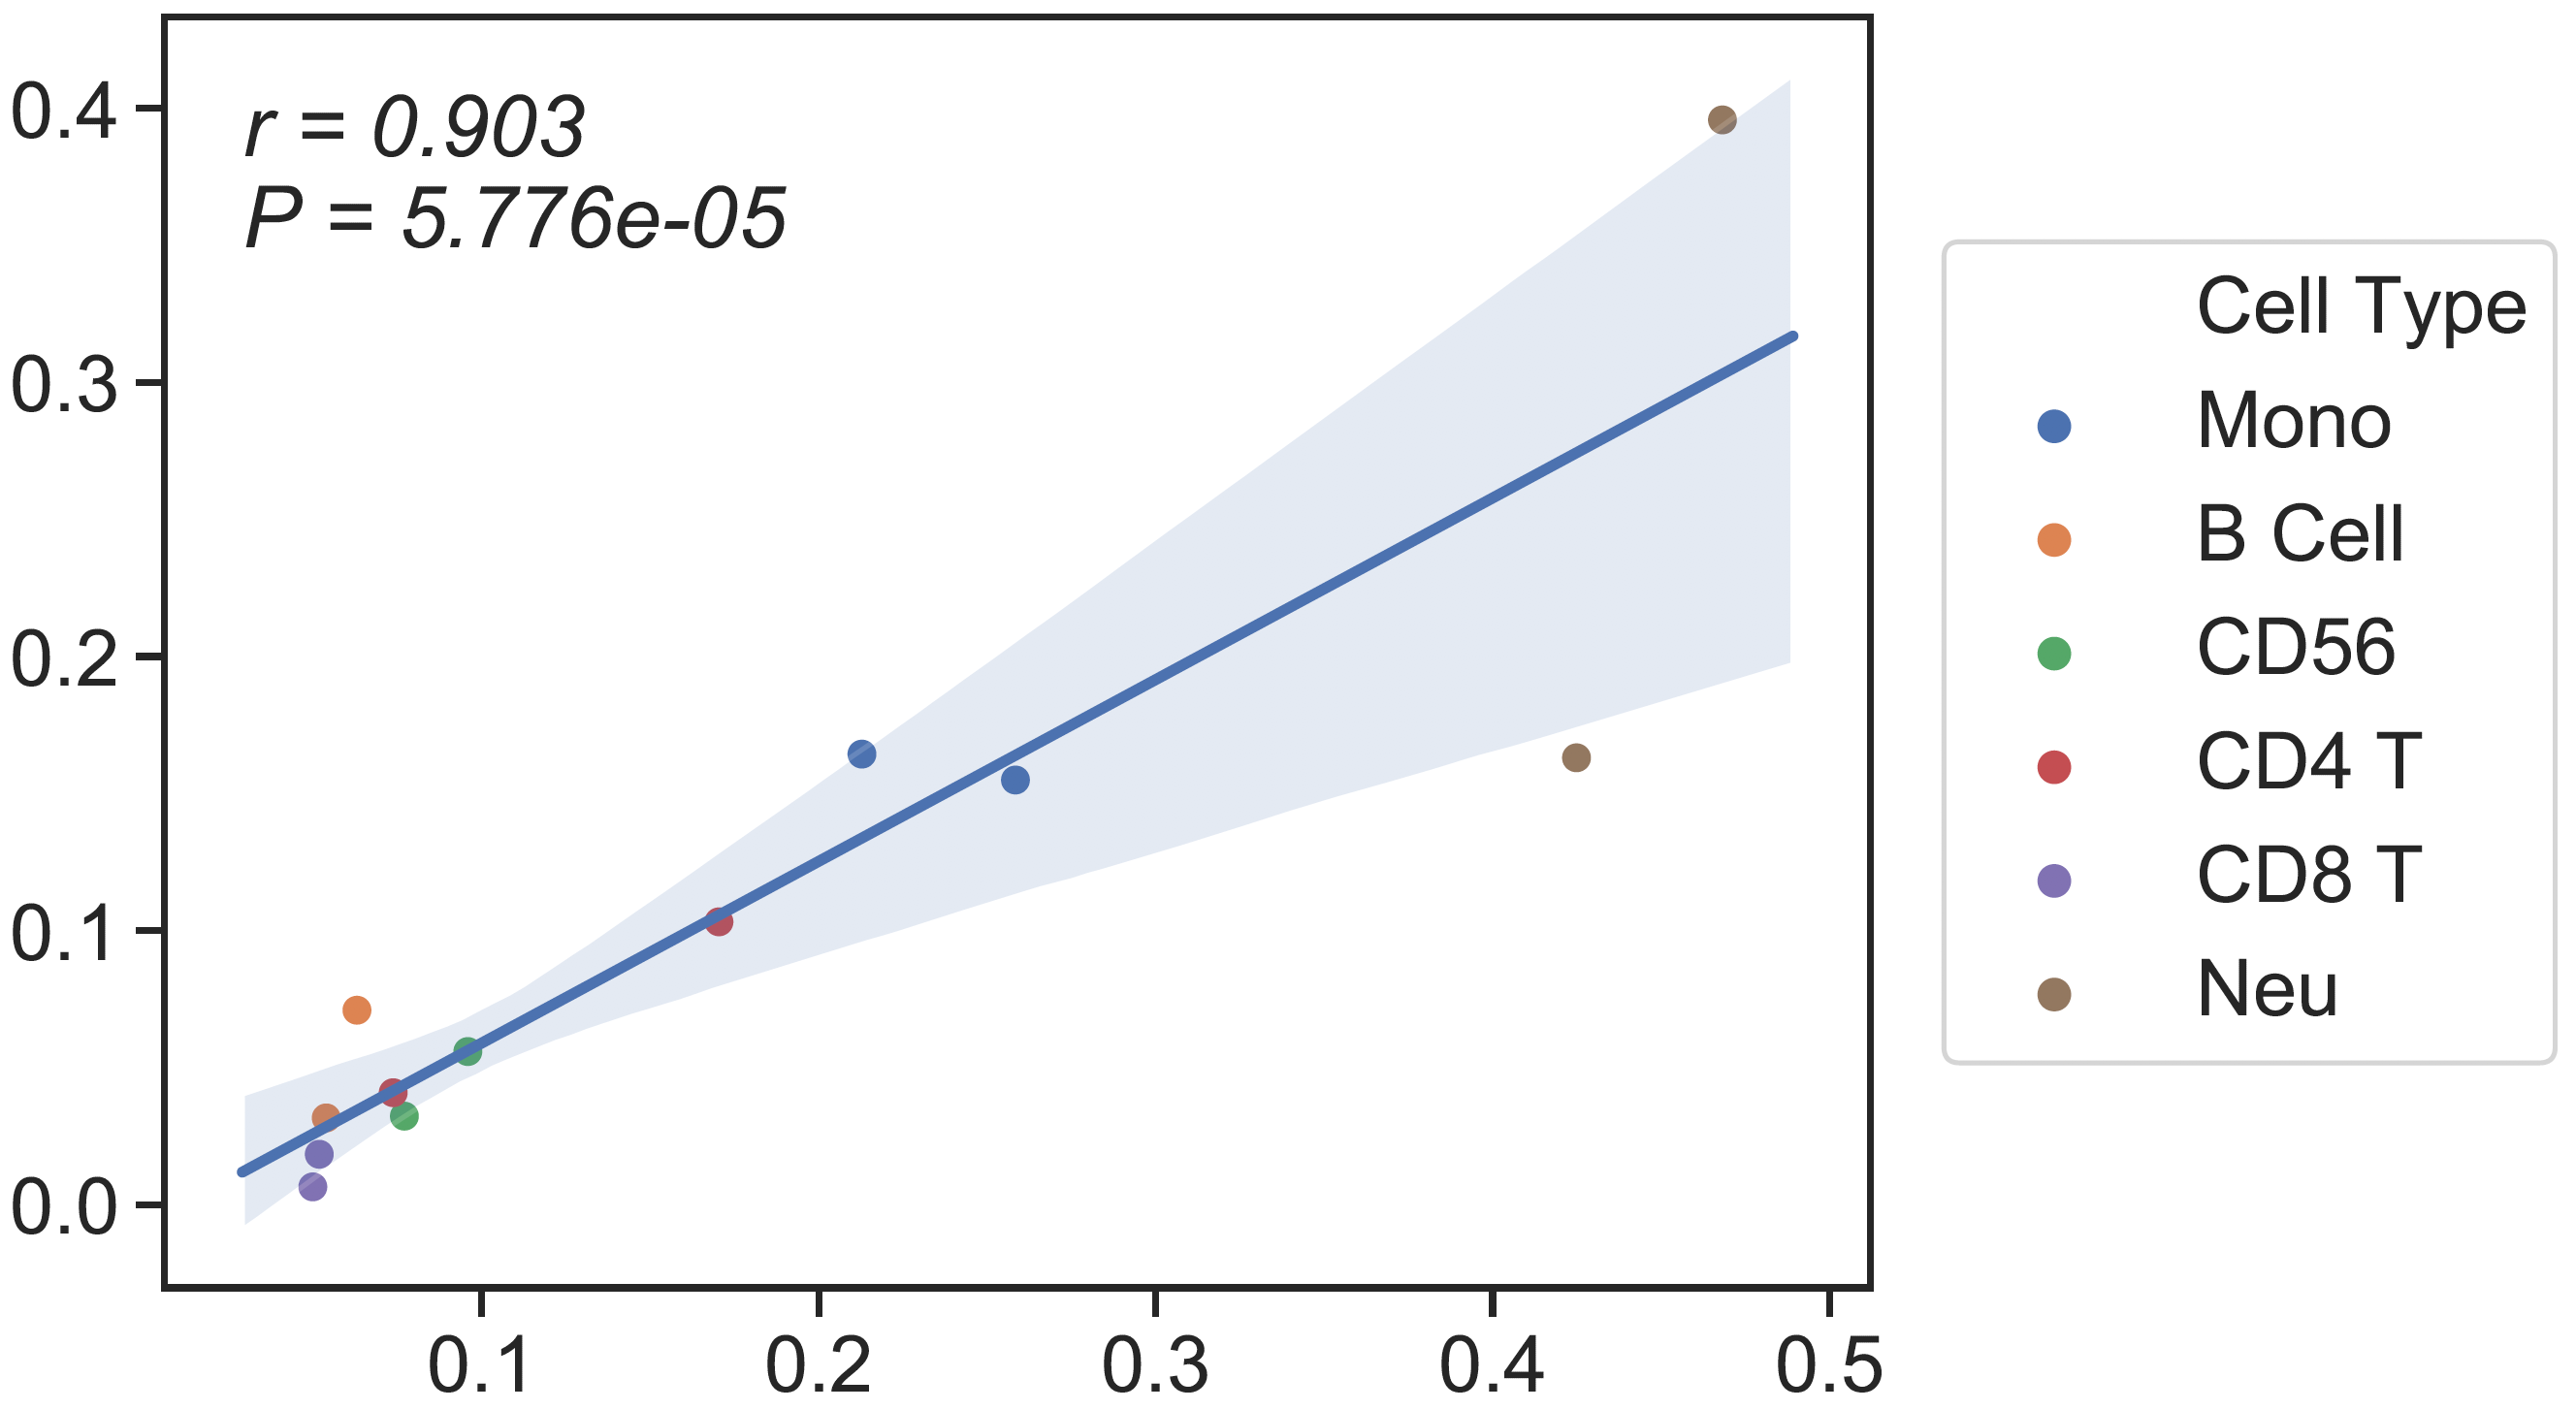 r = 0.903
P = 5.776e-05
0.4
0.3
0.2
0.1
0.0
0.1
0.2
0.3
0.4
0.5
Cell Type
Mono
B Cell
CD56
CD4 T
CD8 T
Neu